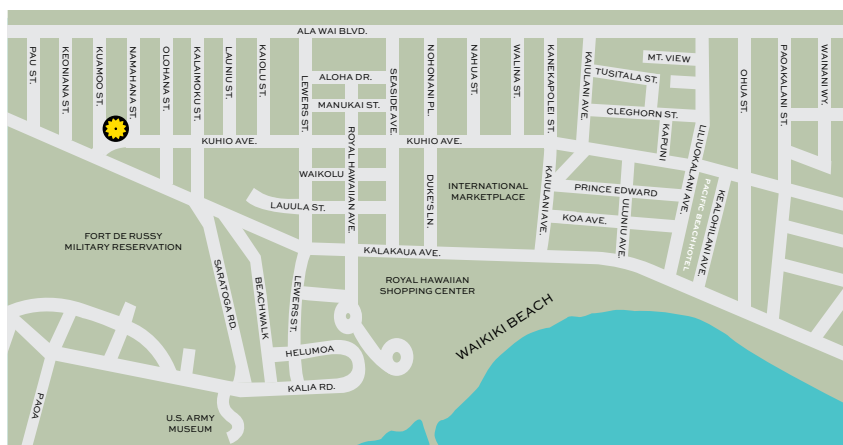 ALA WAI BLVD.
PAU ST.
KEONIANA ST.
KUAMOO ST.
NAMAHANA ST.
OLOHANA ST.
KALAIMOKU ST.
LAUNIU ST.
KAIOLU ST.
LEWERS ST.
ALOHA DR.
MANUKAI ST.
SEASIDE AVE.
NOHONANI PL.
NAHUA ST.
WALINA ST.
KANEKAPOLEI ST.
KAIULANI AVE.
MT. VIEW
TUSITALA ST.
CLEGHORN ST.
KAPUNI
LILIUOKALANI AVE.
OHUA ST.
PAOAKALANI ST.
WAINANI WY.
KUHIO AVE.
KUHIO AVE.
ROYAL HAWAIIAN AVE.
WAIKOLU
LAUULA ST.
DUKE'S LN.
INTERNATIONAL
MARKETPLACE
KAIULANI AVE.
PRINCE EDWARD
KOA AVE.
ULUNIU AVE.
PACIFIC BEACH HOTEL
KEALOHILANI AVE.
FORT DE RUSSY
MILITARY RESERVATION
KALAKAUA AVE.
SARATOGA RD.
BEACHWALK
LEWERS ST.
ROYAL HAWAIIAN
SHOPPING CENTER
WAIKIKI BEACH
HELUMOA
KALIA RD.
PAOA
U.S. ARMY
MUSEUM